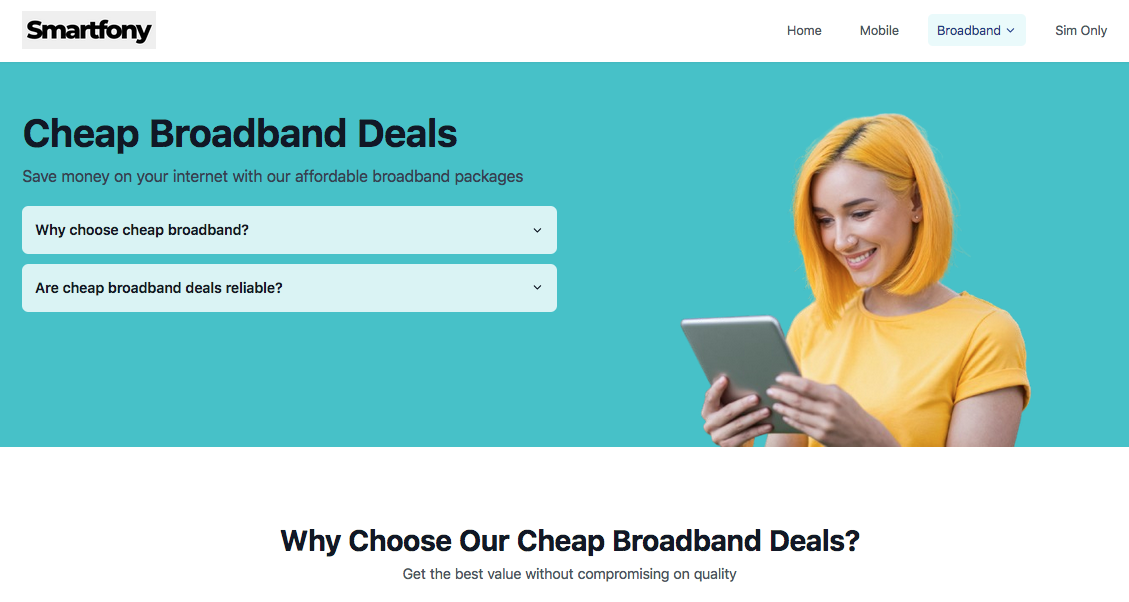 Smartfony
Home
Mobile
Broadband
Sim Only
Cheap Broadband Deals
Save money on your internet with our affordable broadband packages
Why choose cheap broadband?
Are cheap broadband deals reliable?
Why Choose Our Cheap Broadband Deals?
Get the best value without compromising on quality